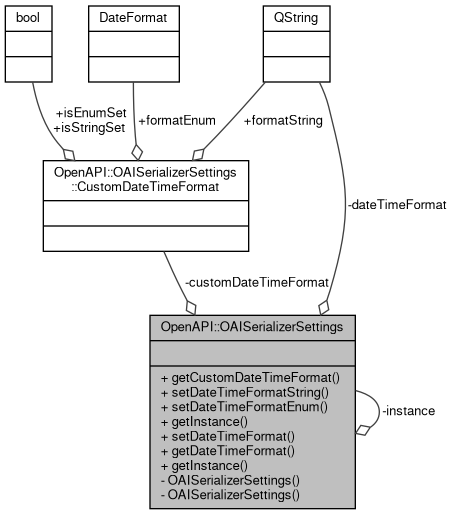 bool
DateFormat
QString
+isEnumSet
+isStringSet
+formatEnum
+formatString
OpenAPI::OAISerializerSettings
::CustomDateTimeFormat
-dateTimeFormat
-customDateTimeFormat
OpenAPI::OAISerializerSettings
+ getCustomDateTimeFormat()
+ setDateTimeFormatString()
+ setDateTimeFormatEnum()
+ getInstance()
+ setDateTimeFormat()
+ getDateTimeFormat()
+ getInstance()
- OAISerializerSettings()
- OAISerializerSettings()
-instance